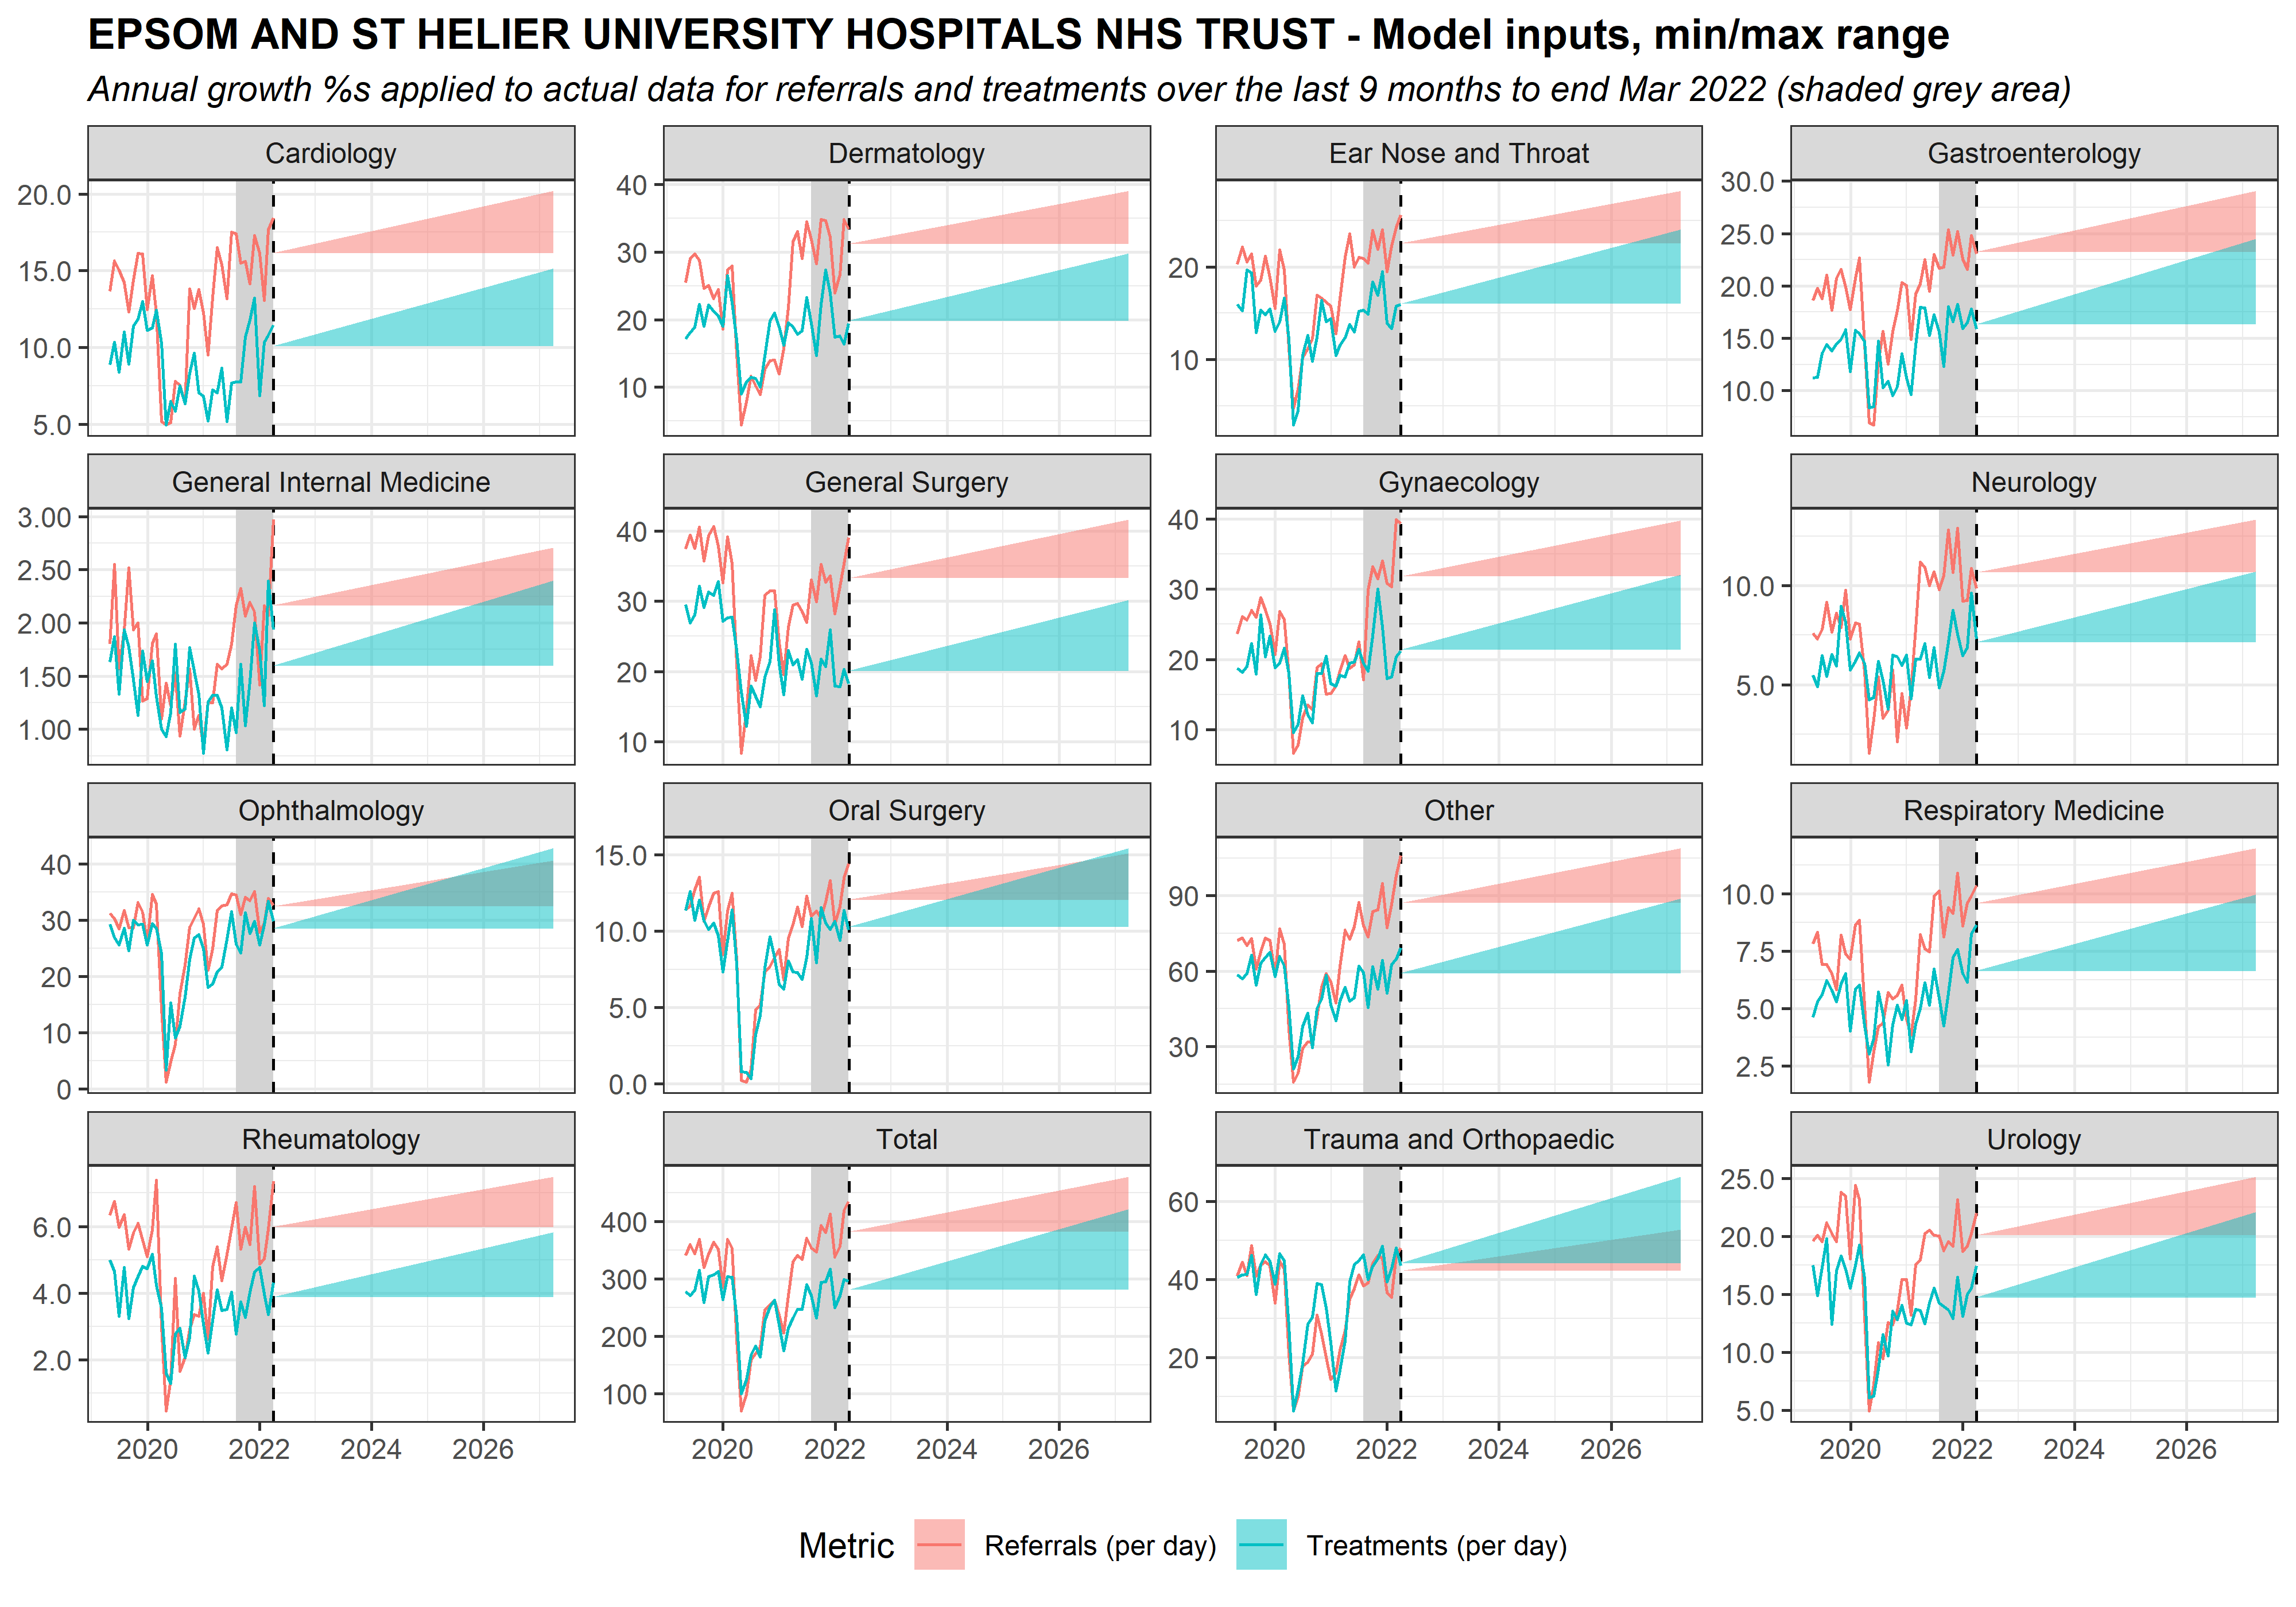 EPSOM AND ST HELIER UNIVERSITY HOSPITALS NHS TRUST - Model inputs, min/max range
Annual growth %s applied to actual data for referrals and treatments over the last 9 months to end Mar 2022 (shaded grey area)
Cardiology
20.0
15.0
10.0
5.0
Dermatology
40
30
20
10
Ear Nose and Throat
20
10
Gastroenterology
30.0
25.0
20.0
15.0
10.0
General Internal Medicine
3.00
2.50
2.00
1.50
1.00
General Surgery
40
30
20
10
Gynaecology
40
30
20
10
Neurology
10.0
5.0
Ophthalmology
40
30
20
10
0
Oral Surgery
15.0
10.0
5.0
0.0
Other
90
60
30
Respiratory Medicine
10.0
7.5
5.0
2.5
Rheumatology
6.0
4.0
2.0
2020 2022 2024 2026
Total
400
300
200
100
2020 2022 2024 2026
Trauma and Orthopaedic
60
40
20
2020 2022 2024 2026
Urology
25.0
20.0
15.0
10.0
5.0
2020 2022 2024 2026
Metric Referrals (per day) Treatments (per day)